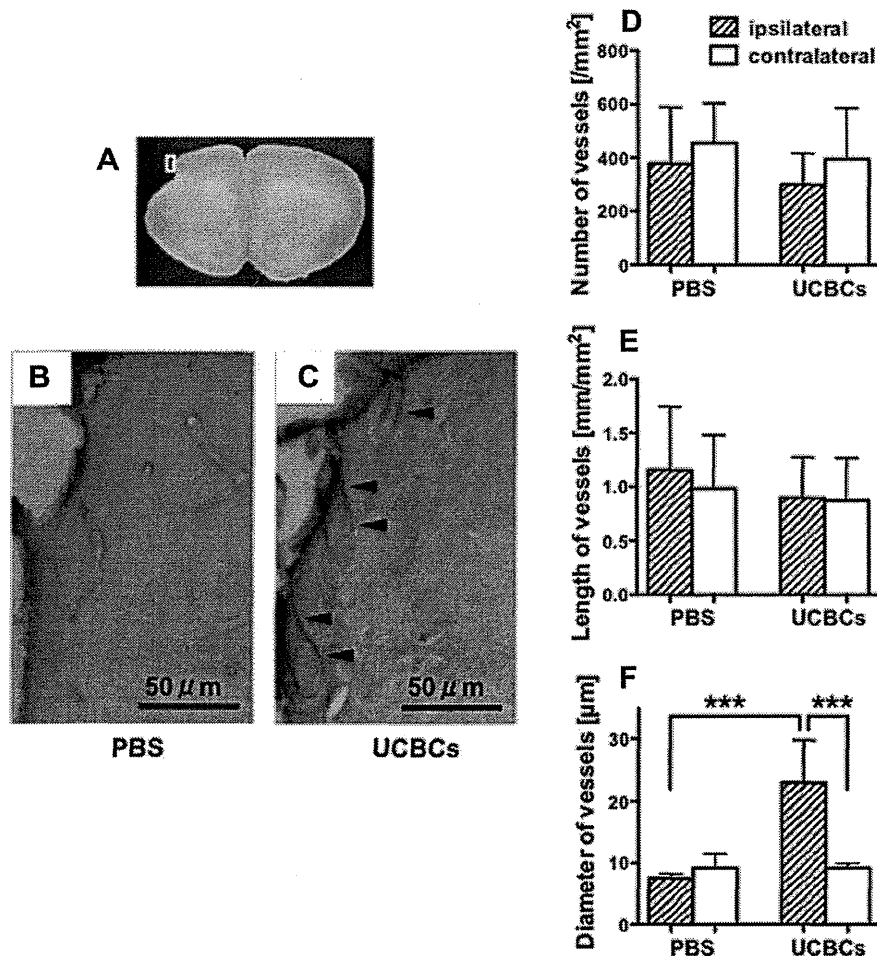 A
B
50 μm
PBS
C
50 μm
UCBCs
D
ipsilateral
contralateral
Number of vessels [/mm²]
800
600
400
200
0
PBS
UCBCs
E
Length of vessels [mm/mm²]
2.0
1.5
1.0
0.5
0.0
PBS
UCBCs
F
Diameter of vessels [μm]
***
***
30
20
10
0
PBS
UCBCs